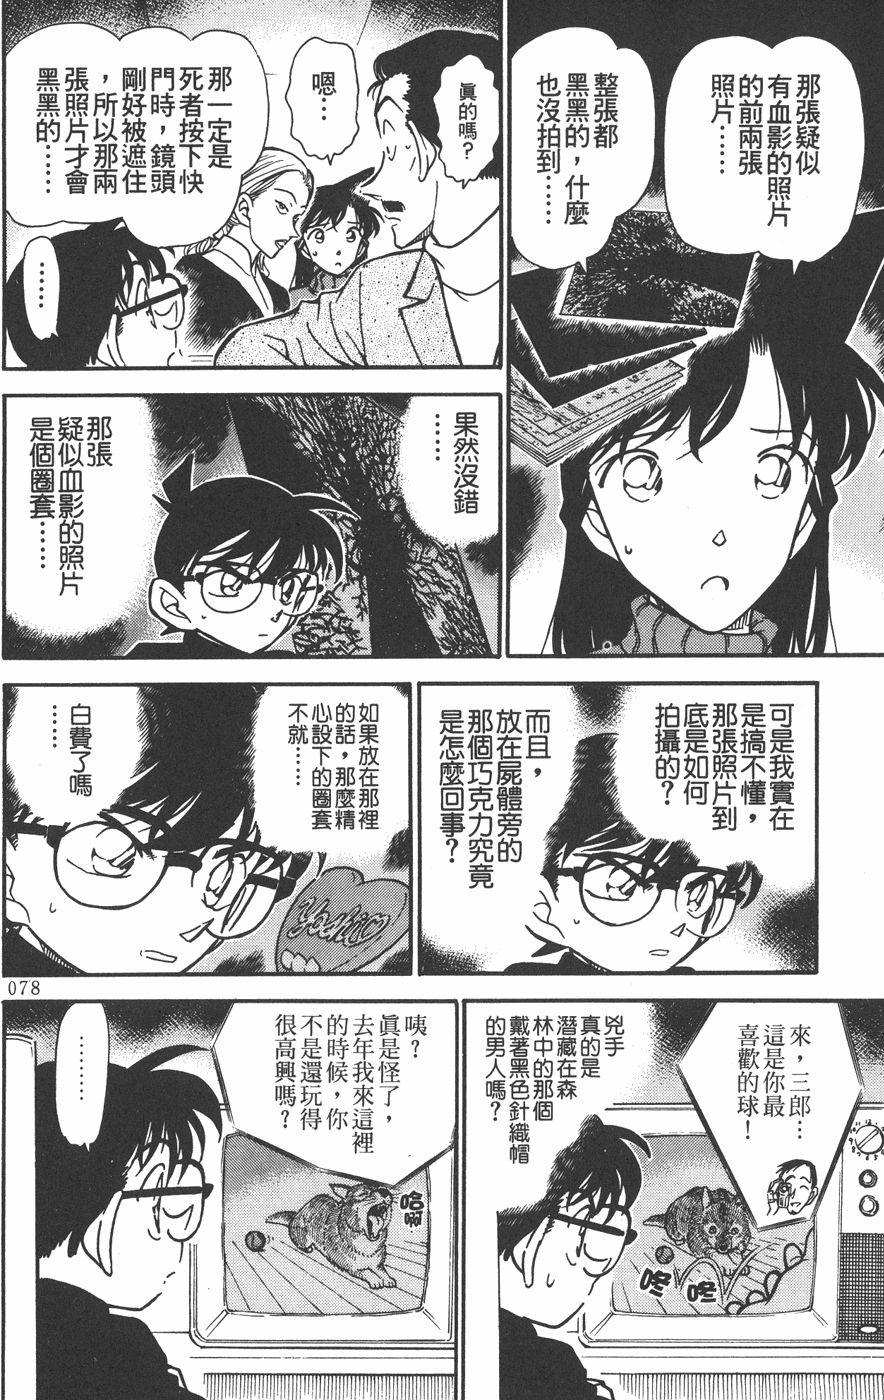 那張疑似
有血影的照片
的前兩張
照片……
整張都
黑黑的，什麼
也沒拍到……
眞的嗎？
嗯…
那一定是
死者按下快
門時，鏡頭
剛好被遮住
，所以那兩
張照片才會
黑黑的……
……
果然沒錯
……
那張
疑似血影的照片
是個圈套……
可是我實在
是搞不懂，
那張照片到
底是如何
拍攝的？
而且，
放在屍體旁的
那個巧克力究竟
是怎麼回事？
如果放在那裡
的話，那麼精
心設下的圈套
不就……
白費了嗎
……
078
來，三郎…
這是你最
喜歡的球！
兇手
真的是
潛藏在森
林中的那個
戴著黑色針織帽
的男人嗎？
咚 咚
咦？
眞是怪了，
去年我來這裡
的時候，你
不是還玩得
很高興嗎？
哈啊
………